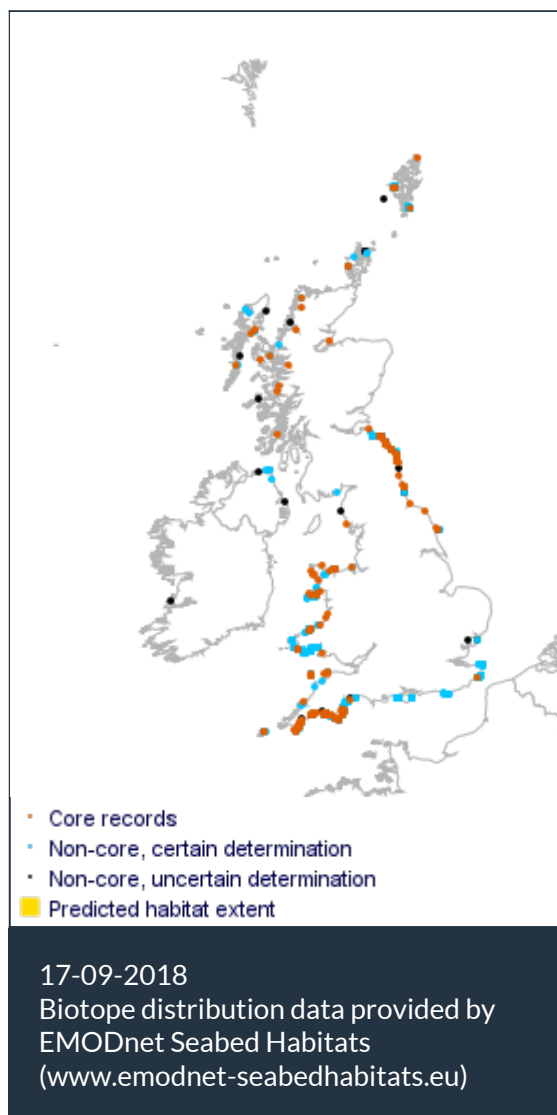 Core records
Non-core, certain determination
Non-core, uncertain determination
Predicted habitat extent
17-09-2018
Biotope distribution data provided by
EMODnet Seabed Habitats
(www.emodnet-seabedhabitats.eu)